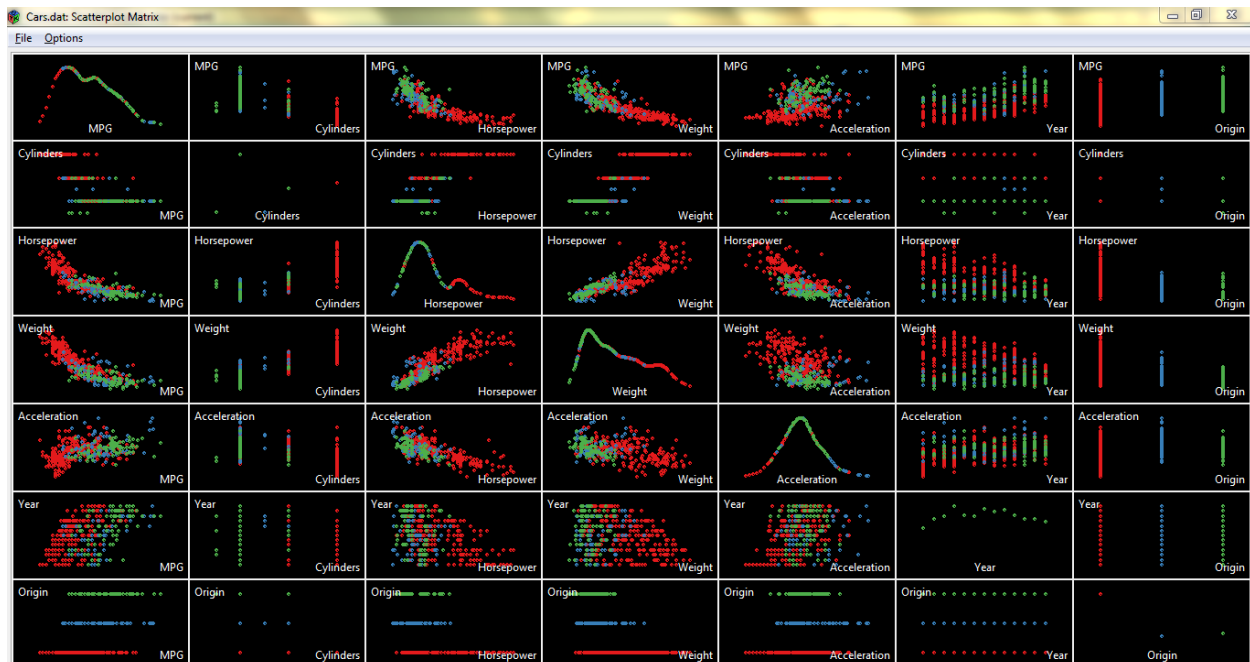 Cars.dat: Scatterplot Matrix
File Options
MPG
MPG Cylinders
MPG Horsepower
MPG Weight
MPG Acceleration
MPG Year
MPG Origin
Cylinders MPG
Cylinders
Cylinders Horsepower
Cylinders Weight
Cylinders Acceleration
Cylinders Year
Cylinders Origin
Horsepower MPG
Horsepower Cylinders
Horsepower
Horsepower Weight
Horsepower Acceleration
Horsepower Year
Horsepower Origin
Weight MPG
Weight Cylinders
Weight Horsepower
Weight
Weight Acceleration
Weight Year
Weight Origin
Acceleration MPG
Acceleration Cylinders
Acceleration Horsepower
Acceleration Weight
Acceleration
Acceleration Year
Acceleration Origin
Year MPG
Year Cylinders
Year Horsepower
Year Weight
Year Acceleration
Year
Year Origin
Origin MPG
Origin Cylinders
Origin Horsepower
Origin Weight
Origin Acceleration
Origin Year
Origin